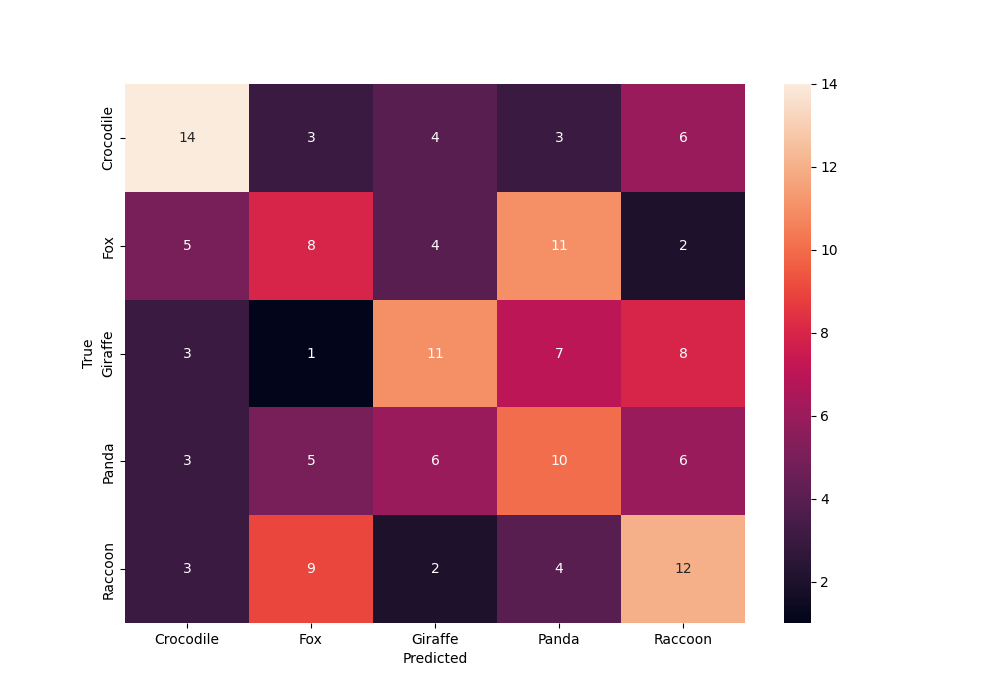 Crocodile 14 3 4 3 6
Fox 5 8 4 11 2
Giraffe 3 1 11 7 8
Panda 3 5 6 10 6
Raccoon 3 9 2 4 12
True
Crocodile Fox Giraffe Panda Raccoon
Predicted
14
12
10
8
6
4
2